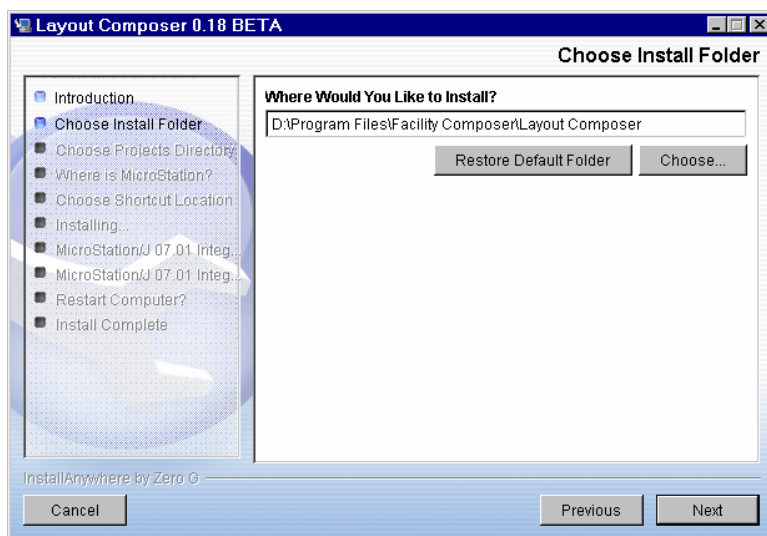 Layout Composer 0.18 BETA
Choose Install Folder
Introduction
Choose Install Folder
Choose Projects Directory
Where is MicroStation?
Choose Shortcut Location
Installing...
MicroStation/J 07.01 Integ...
MicroStation/J 07.01 Integ...
Restart Computer?
Install Complete
Where Would You Like to Install?
D:\Program Files\Facility Composer\Layout Composer
Restore Default Folder
Choose...
InstallAnywhere by Zero G
Cancel
Previous
Next